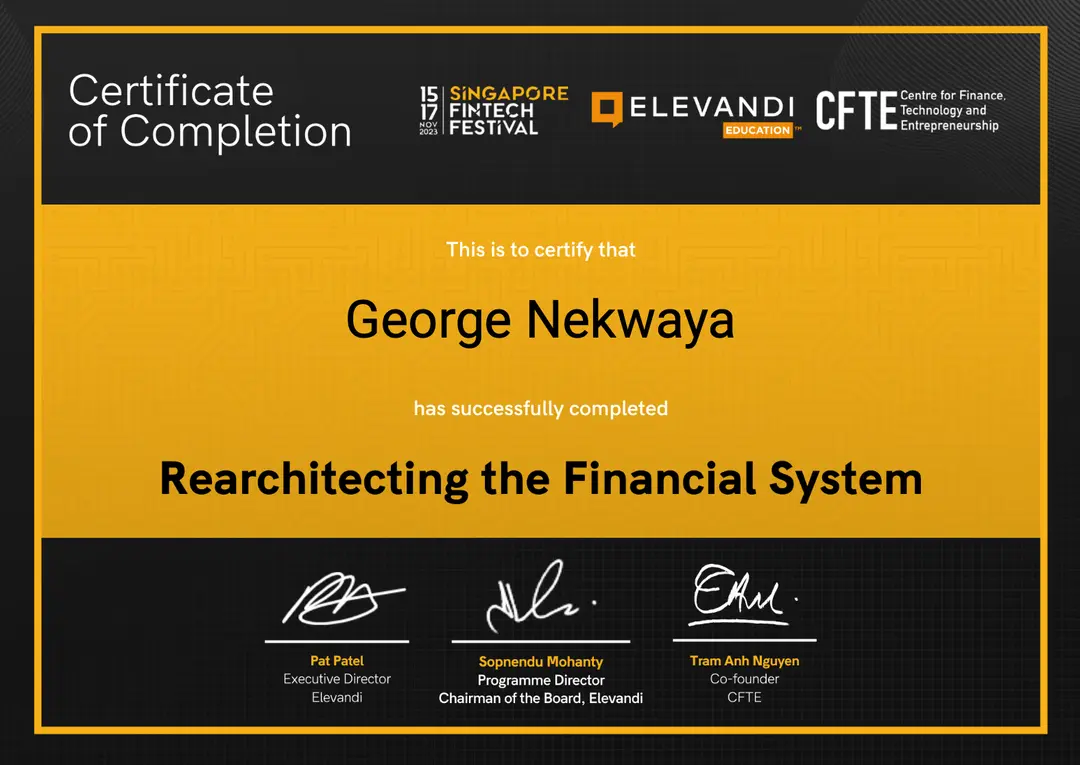 Certificate
of Completion
15
17
NOV
2023
SINGAPORE
FINTECH
FESTIVAL
ELEVANDI
EDUCATION™
CFTE
Centre for Finance,
Technology and
Entrepreneurship
This is to certify that
George Nekwaya
has successfully completed
Rearchitecting the Financial System
Pat Patel
Executive Director
Elevandi
Sopnendu Mohanty
Programme Director
Chairman of the Board, Elevandi
Tram Anh Nguyen
Co-founder
CFTE